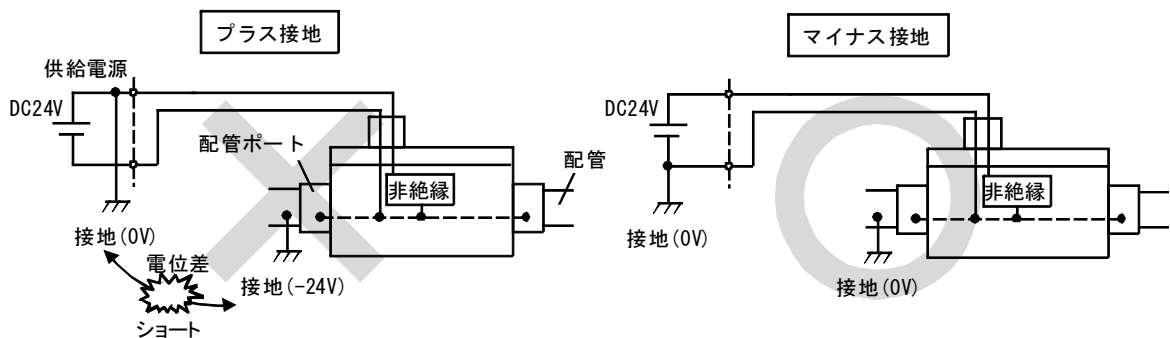 プラス接地
供給電源
DC24V
配管ポート
配管
非絶縁
接地(0V)
電位差
接地(-24V)
ショート
マイナス接地
DC24V
非絶縁
接地(0V)
接地(0V)